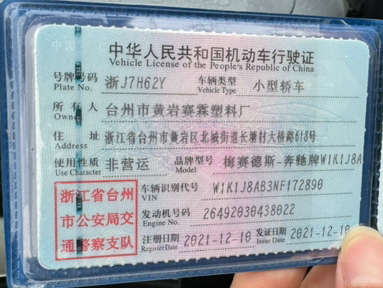 中华人民共和国机动车行驶证
Vehicle License of the People's Republic of China
号牌号码 浙J7H62Y 车辆类型 小型轿车
Plate No. Vehicle Type
所有人 台州市黄岩赛霖塑料厂
Owner
住址 浙江省台州市黄岩区北城街道长塘村大桥路618号
Address
使用性质 非营运 品牌型号 梅赛德斯-奔驰牌W1K1J8A
Use Character Model
浙江省台州 车辆识别代号 W1K1J8AB3NF172890
VIN
市公安局交 发动机号码 26492030438022
Engine No.
通警察支队 注册日期 2021-12-10 发证日期 2021-12-10
Register Date Issue Date